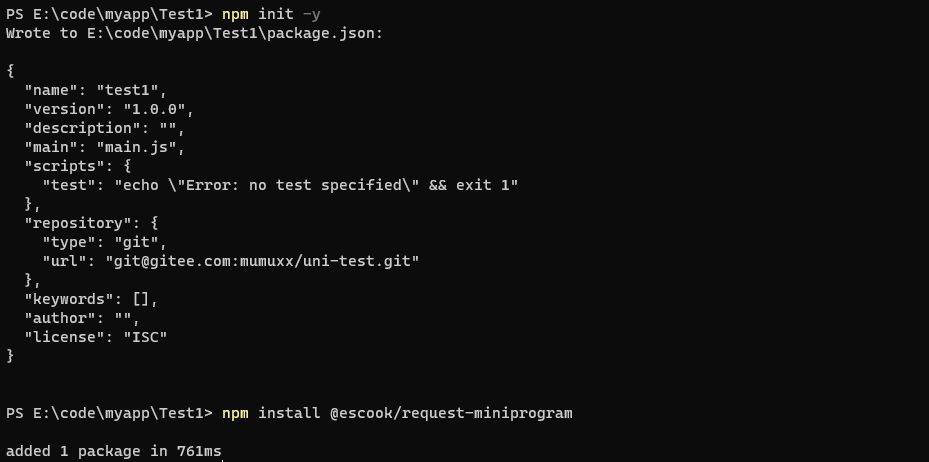 PS E:\code\myapp\Test1> npm init -y
Wrote to E:\code\myapp\Test1\package.json:
{
  "name": "test1",
  "version": "1.0.0",
  "description": "",
  "main": "main.js",
  "scripts": {
    "test": "echo \"Error: no test specified\" && exit 1"
  },
  "repository": {
    "type": "git",
    "url": "git@gitee.com:mumuxx/uni-test.git"
  },
  "keywords": [],
  "author": "",
  "license": "ISC"
}
PS E:\code\myapp\Test1> npm install @escook/request-miniprogram
added 1 package in 761ms